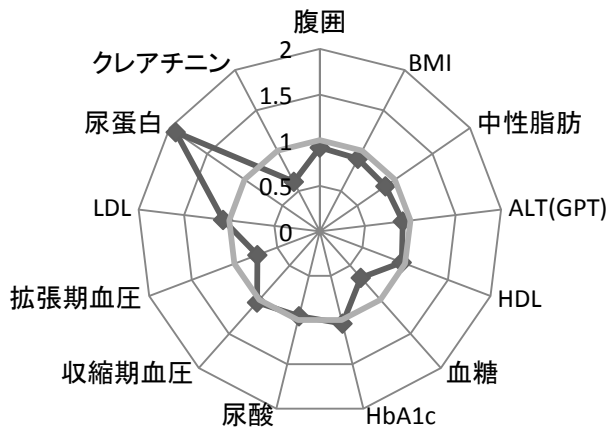 腹囲
BMI
中性脂肪
ALT(GPT)
HDL
血糖
HbA1c
尿酸
収縮期血圧
拡張期血圧
LDL
尿蛋白
クレアチニン
2
1.5
1
0.5
0